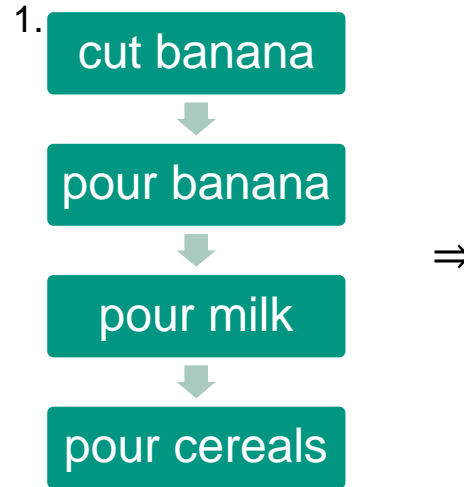 1.
cut banana
pour banana
pour milk
⇒
pour cereals